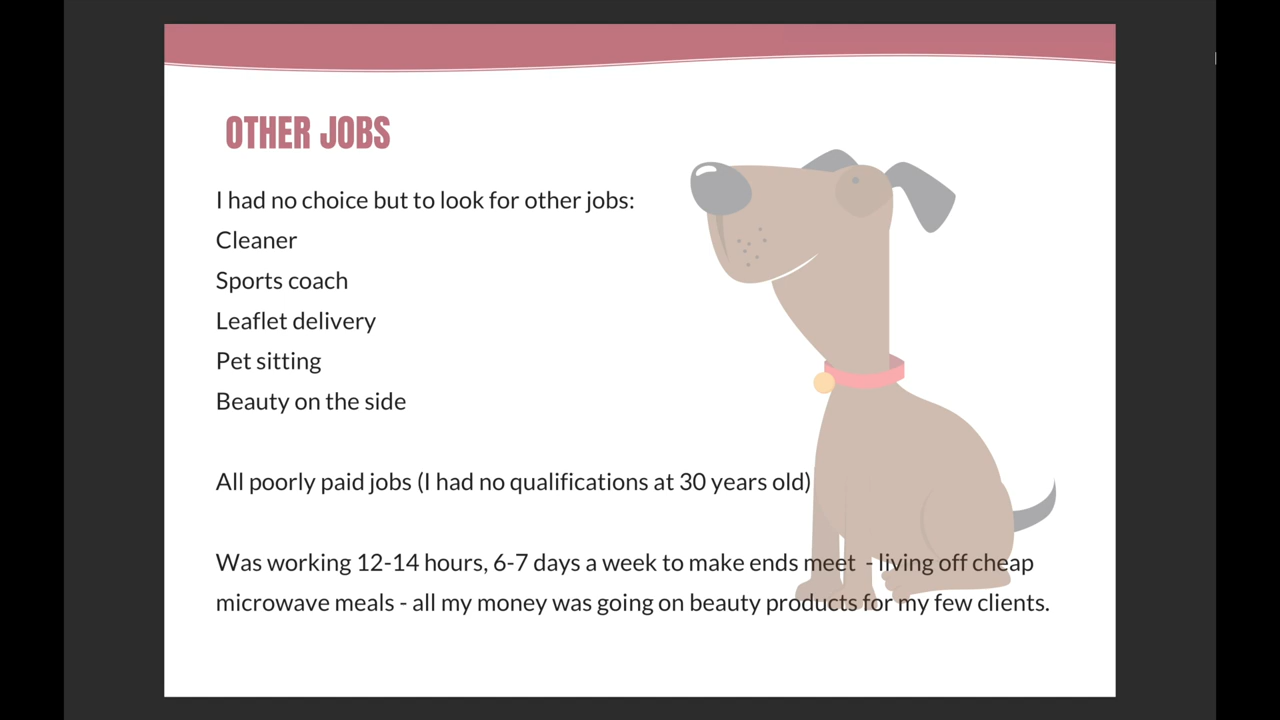 OTHER JOBS
I had no choice but to look for other jobs:
Cleaner
Sports coach
Leaflet delivery
Pet sitting
Beauty on the side
All poorly paid jobs (I had no qualifications at 30 years old)
Was working 12-14 hours, 6-7 days a week to make ends meet  - living off cheap
microwave meals - all my money was going on beauty products for my few clients.